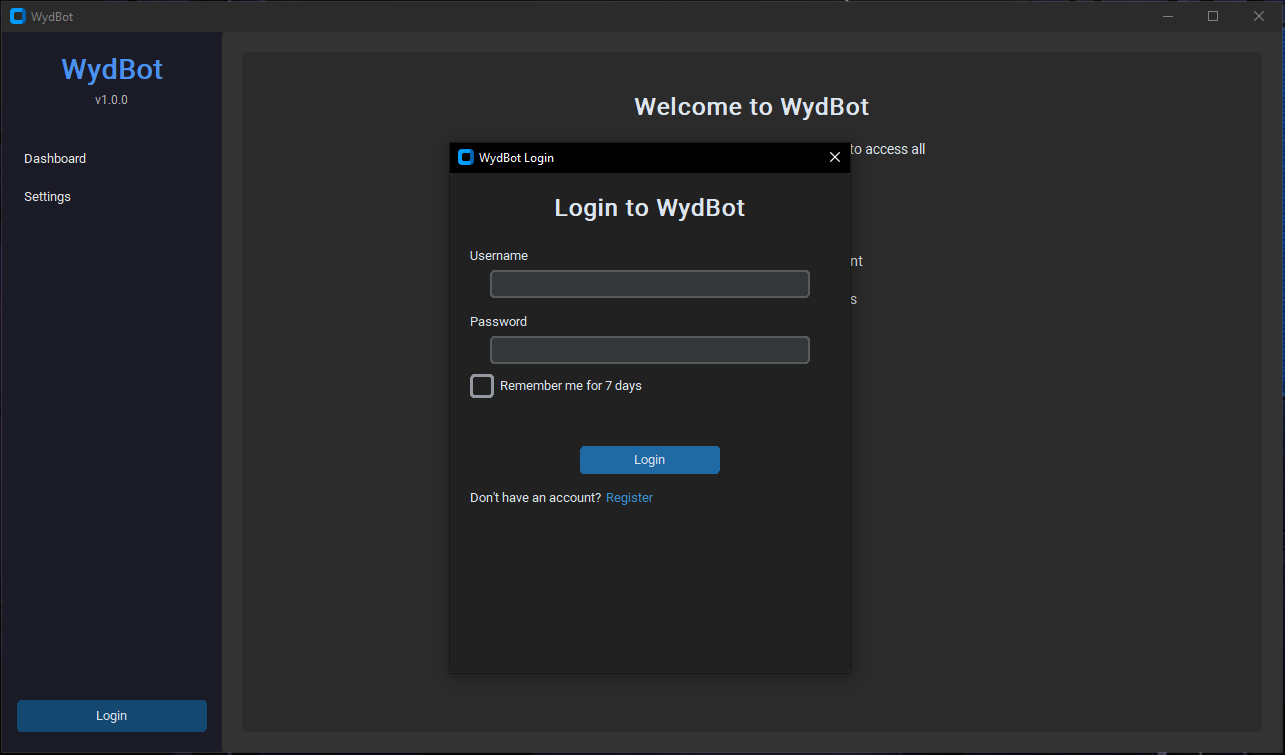 WydBot
WydBot
v1.0.0
Dashboard
Settings
Login
Welcome to WydBot
to access all
nt
s
WydBot Login
Login to WydBot
Username
Password
Remember me for 7 days
Login
Don't have an account? Register